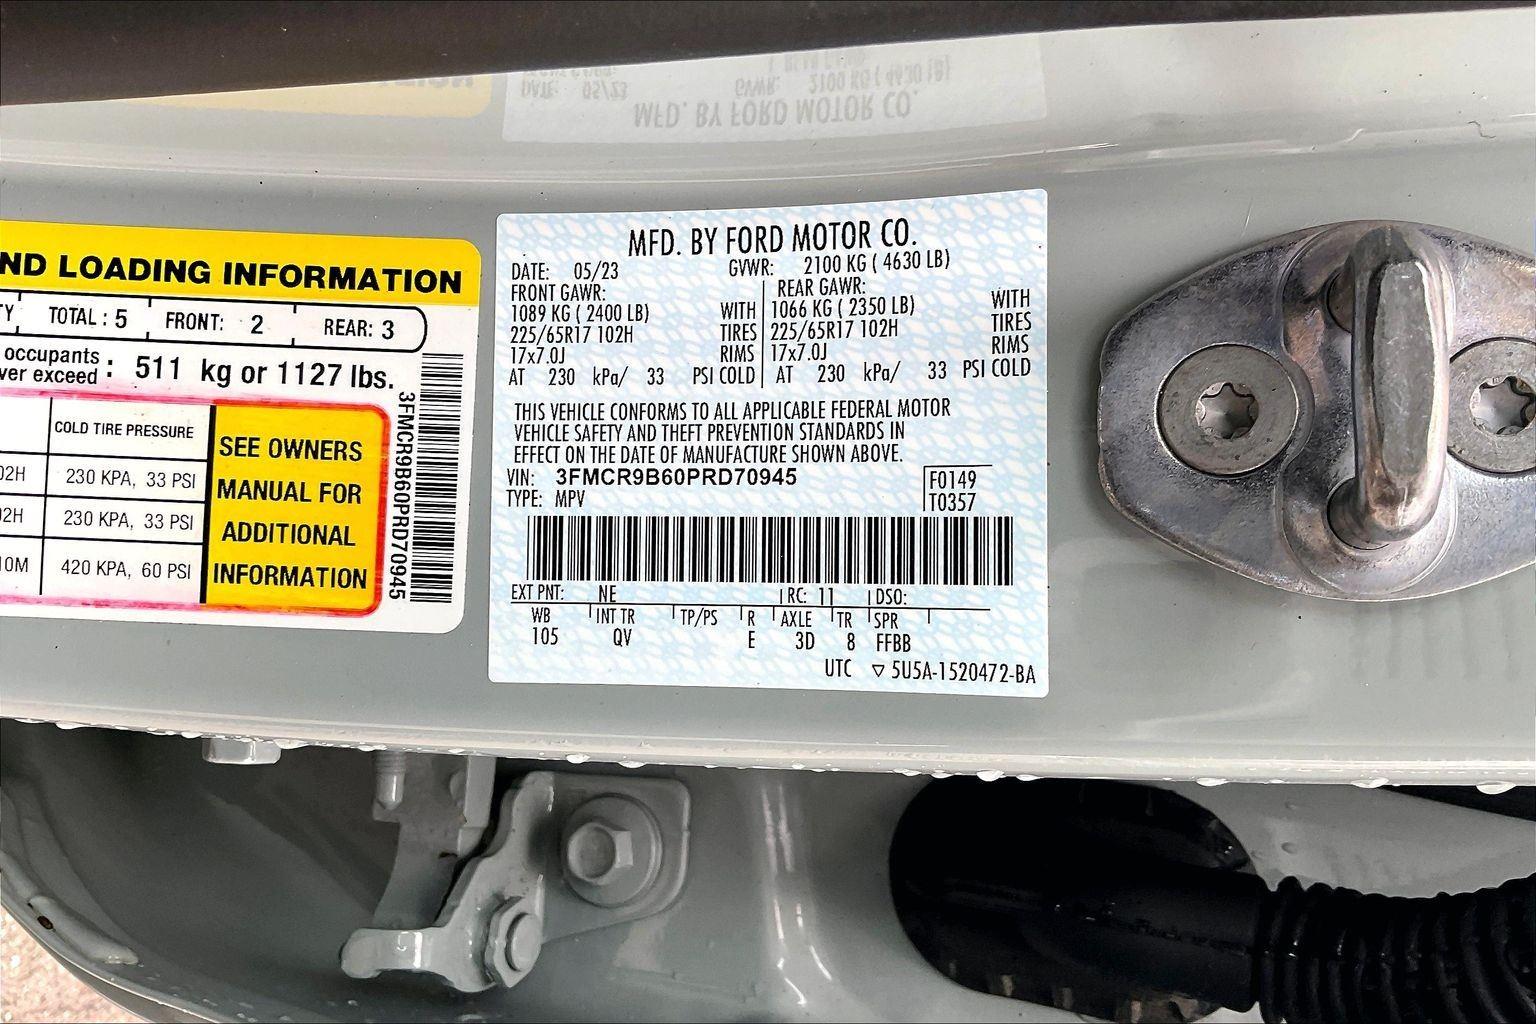 ND LOADING INFORMATION
TY TOTAL : 5 FRONT: 2 REAR: 3
occupants
ver exceed : 511 kg or 1127 lbs.
COLD TIRE PRESSURE
02H 230 KPA, 33 PSI
02H 230 KPA, 33 PSI
10M 420 KPA, 60 PSI
SEE OWNERS
MANUAL FOR
ADDITIONAL
INFORMATION
3FMCR9B60PRD70945
MFD. BY FORD MOTOR CO.
DATE: 05/23 GVWR: 2100 KG ( 4630 LB)
FRONT GAWR: REAR GAWR:
1089 KG ( 2400 LB) WITH 1066 KG ( 2350 LB) WITH
225/65R17 102H TIRES 225/65R17 102H TIRES
17x7.0J RIMS 17x7.0J RIMS
AT 230 kPa/ 33 PSI COLD AT 230 kPa/ 33 PSI COLD
THIS VEHICLE CONFORMS TO ALL APPLICABLE FEDERAL MOTOR
VEHICLE SAFETY AND THEFT PREVENTION STANDARDS IN
EFFECT ON THE DATE OF MANUFACTURE SHOWN ABOVE.
VIN: 3FMCR9B60PRD70945 F0149
TYPE: MPV T0357
EXT PNT: NE RC: 11 DSO:
WB INT TR TP/PS R AXLE TR SPR
105 QV E 3D 8 FFBB
UTC ▽ 5U5A-1520472-BA